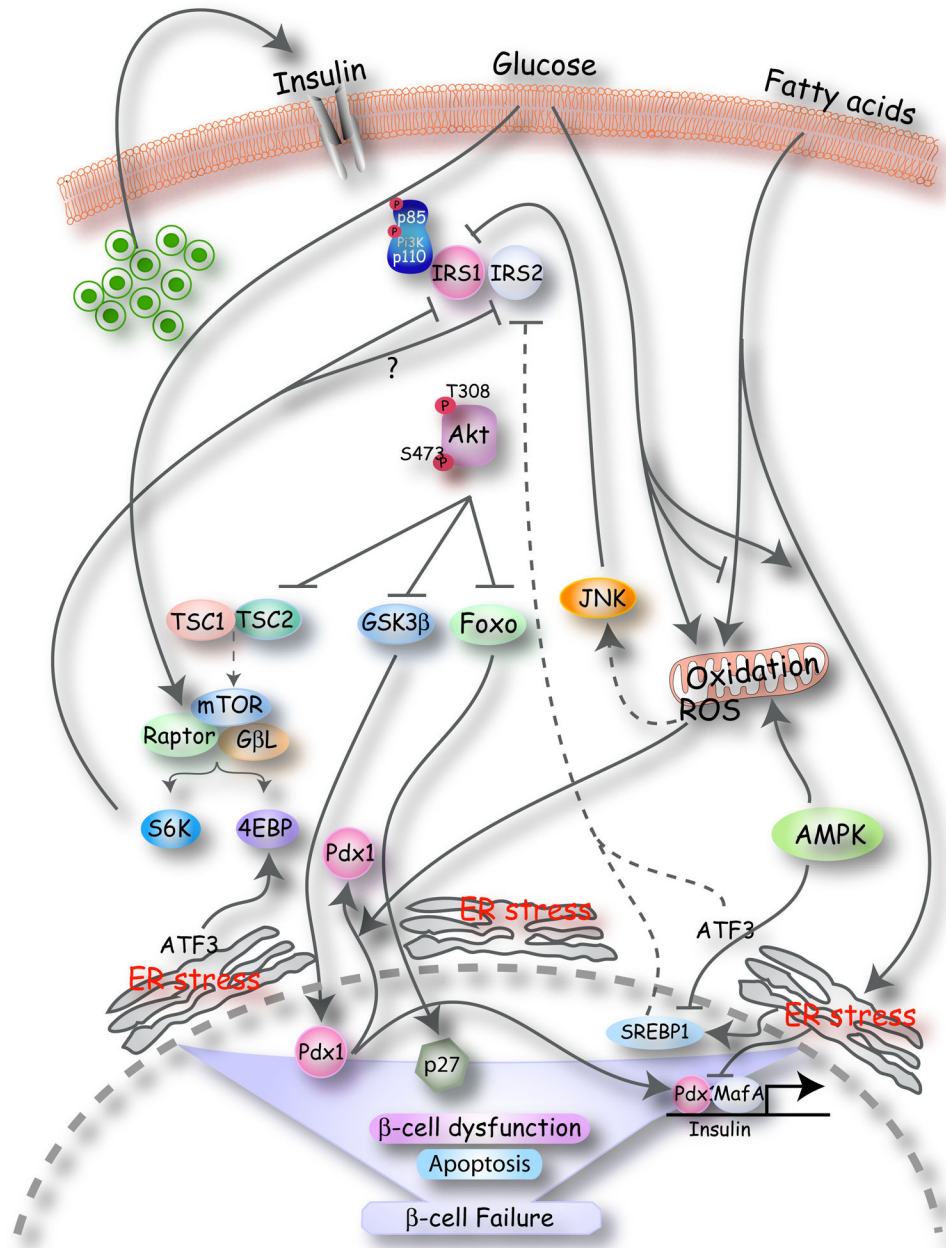 Insulin
Glucose
Fatty acids
P
p85
P
Pi3K
p110
IRS1
IRS2
?
T308
P
Akt
S473
P
TSC1
TSC2
GSK3β
Foxo
JNK
Oxidation
ROS
mTOR
Raptor
GβL
S6K
4EBP
Pdx1
AMPK
ER stress
ATF3
ATF3
ER stress
ER stress
SREBP1
Pdx1
p27
Pdx1
MafA
Insulin
β-cell dysfunction
Apoptosis
β-cell Failure